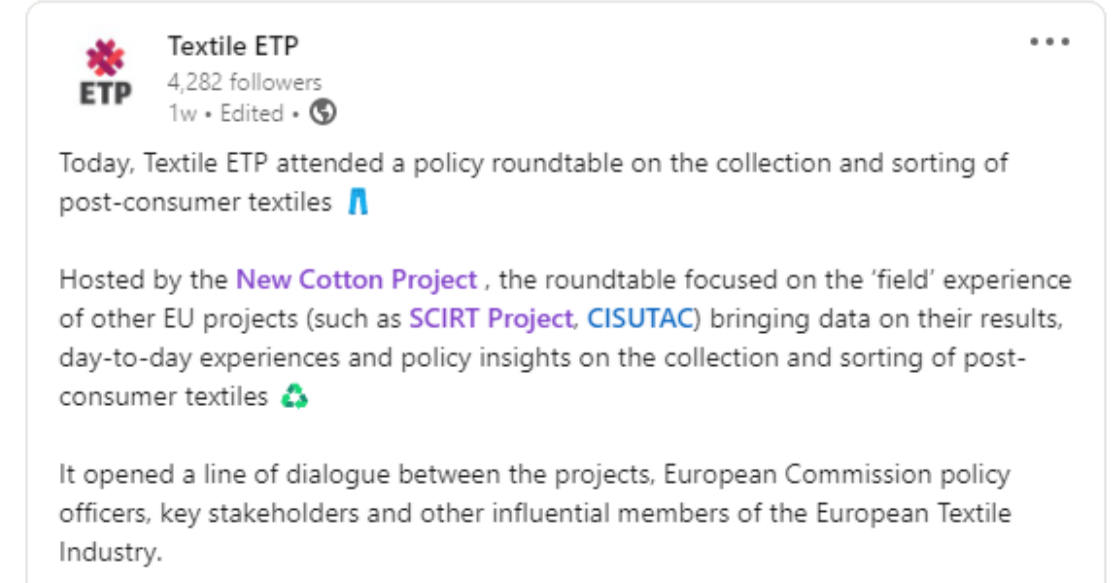 Textile ETP
4,282 followers
1w • Edited •
ETP
Today, Textile ETP attended a policy roundtable on the collection and sorting of
post-consumer textiles 👖
Hosted by the New Cotton Project , the roundtable focused on the ‘field’ experience
of other EU projects (such as SCIRT Project, CISUTAC) bringing data on their results,
day-to-day experiences and policy insights on the collection and sorting of post-
consumer textiles ♻️
It opened a line of dialogue between the projects, European Commission policy
officers, key stakeholders and other influential members of the European Textile
Industry.